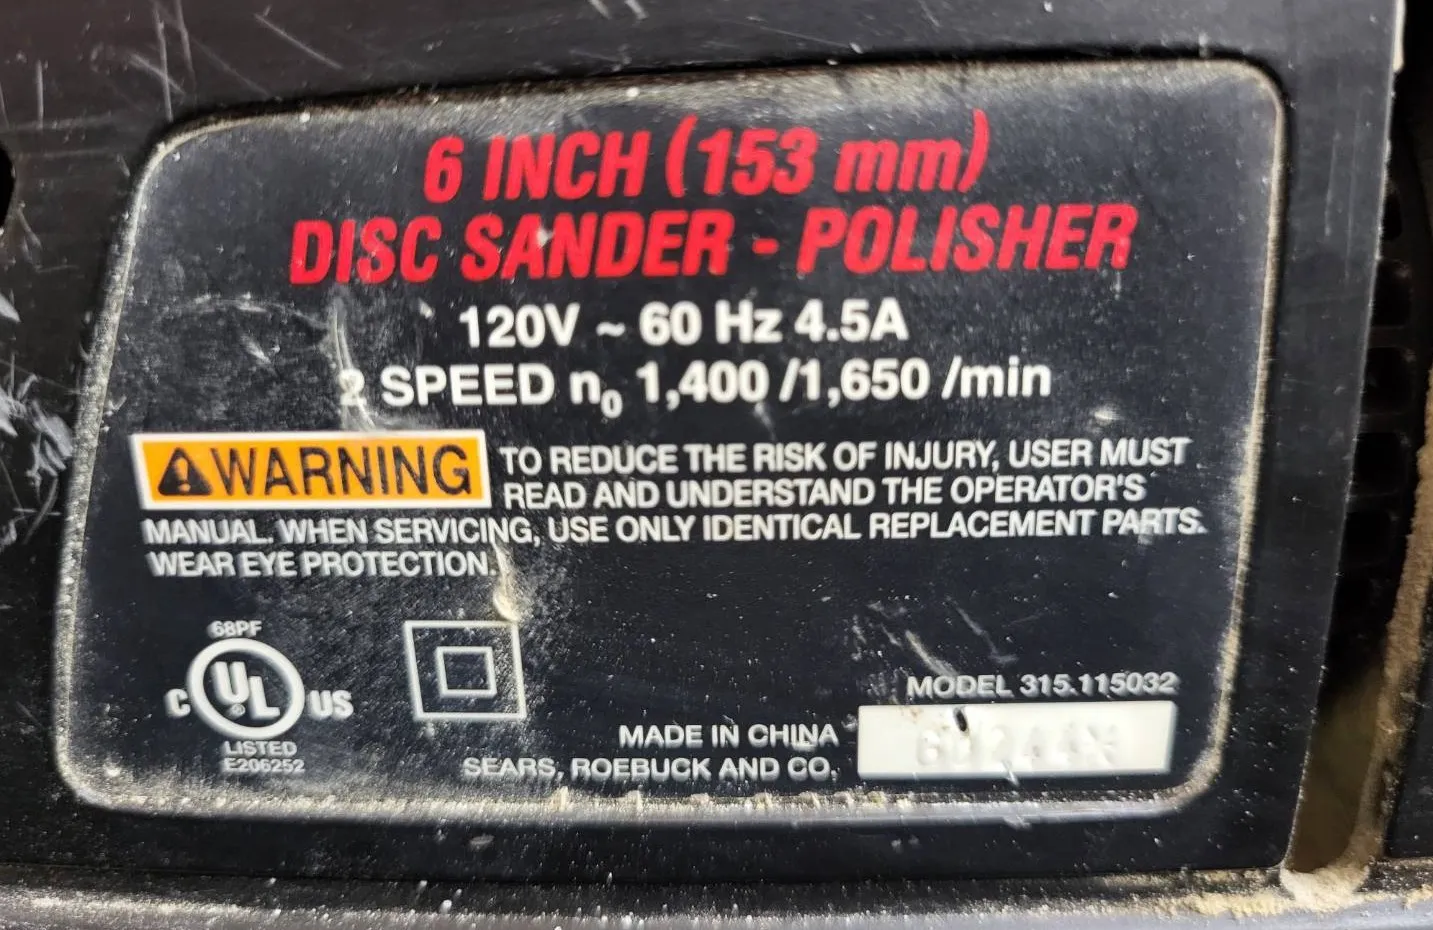 6 INCH (153 mm)
DISC SANDER - POLISHER
120V ~ 60 Hz 4.5A
2 SPEED n₀ 1,400 /1,650 /min
⚠WARNING TO REDUCE THE RISK OF INJURY, USER MUST
READ AND UNDERSTAND THE OPERATOR'S
MANUAL. WHEN SERVICING, USE ONLY IDENTICAL REPLACEMENT PARTS.
WEAR EYE PROTECTION.
68PF
C UL ® US
LISTED
E206252
MODEL 315.115032
MADE IN CHINA
SEARS, ROEBUCK AND CO.